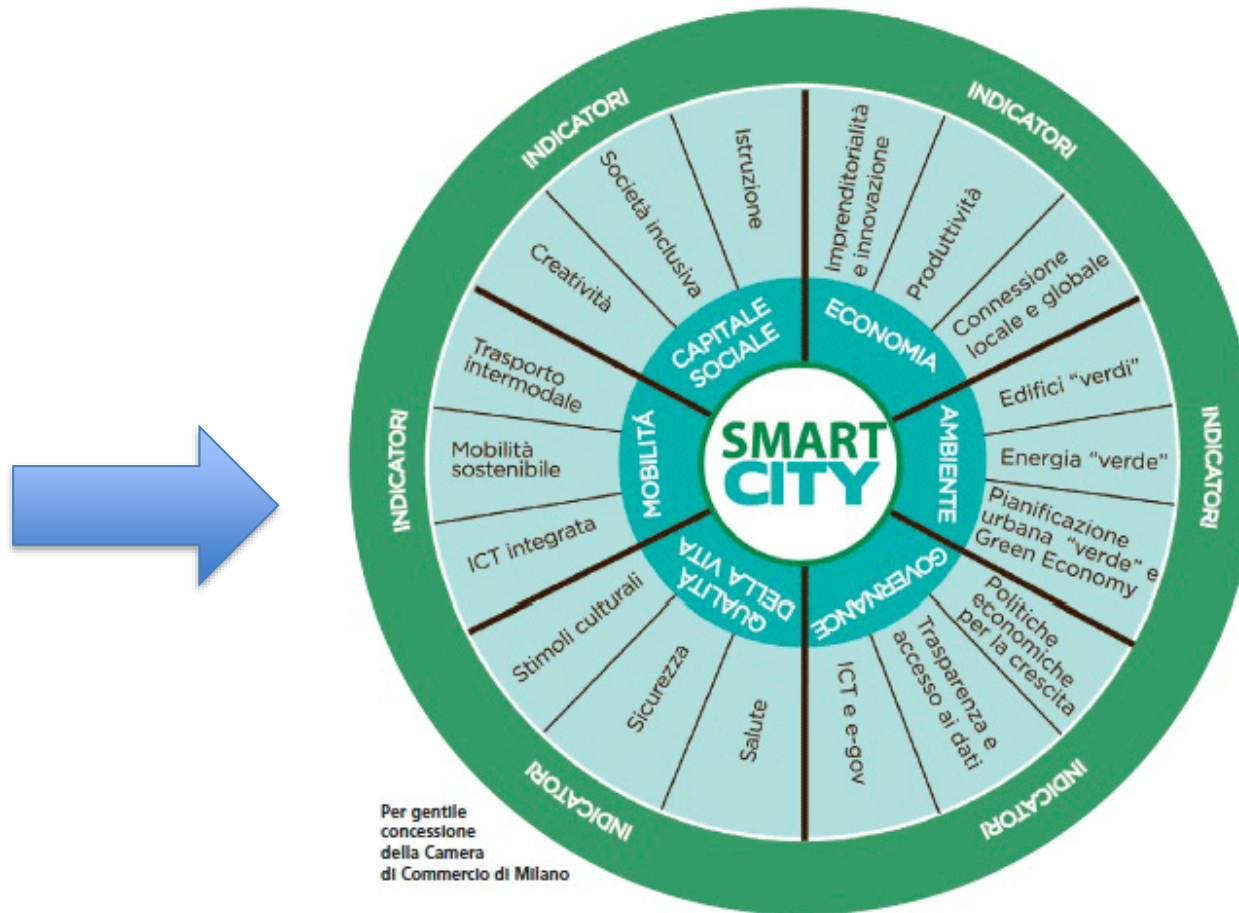 INDICATORI
INDICATORI
Imprenditorialità
e innovazione
Produttività
Connessione
locale e globale
ECONOMIA
Edifici "verdi"
Energia "verde"
Pianificazione
urbana "verde" e
Green Economy
AMBIENTE
INDICATORI
Politiche
economiche
per la crescita
Trasparenza e
accesso ai dati
ICT e e-gov
GOVERNANCE
INDICATORI
Salute
Sicurezza
Stimoli culturali
QUALITÀ
DELLA VITA
INDICATORI
ICT integrata
Mobilità
sostenibile
Trasporto
intermodale
MOBILITÁ
INDICATORI
Creatività
Società inclusiva
Istruzione
CAPITALE
SOCIALE
SMART
CITY
Per gentile
concessione
della Camera
di Commercio di Milano